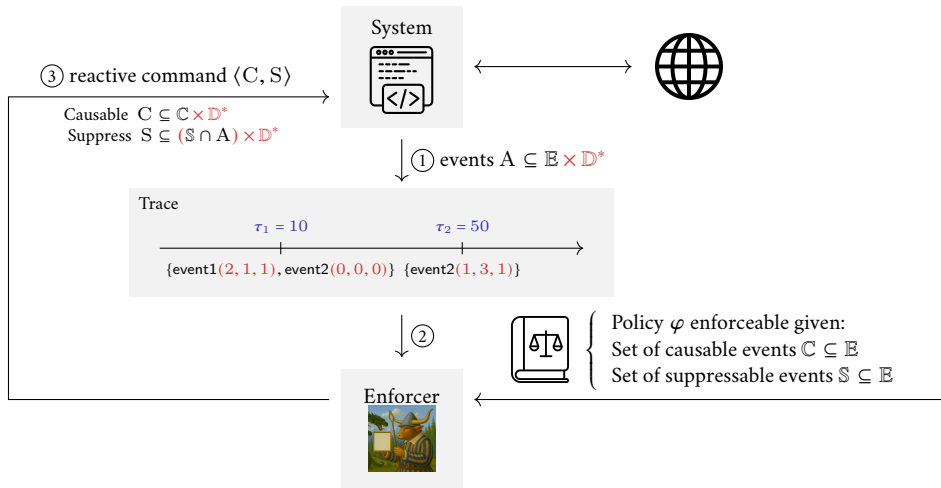 System
③ reactive command ⟨C, S⟩
Causable C ⊆ ℂ × 𝔻*
Suppress S ⊆ (𝕊 ∩ A) × 𝔻*
</>
① events A ⊆ 𝔼 × 𝔻*
Trace
τ₁ = 10 τ₂ = 50
{event1(2, 1, 1), event2(0, 0, 0)} {event2(1, 3, 1)}
②
Policy φ enforceable given:
Set of causable events ℂ ⊆ 𝔼
Set of suppressable events 𝕊 ⊆ 𝔼
Enforcer